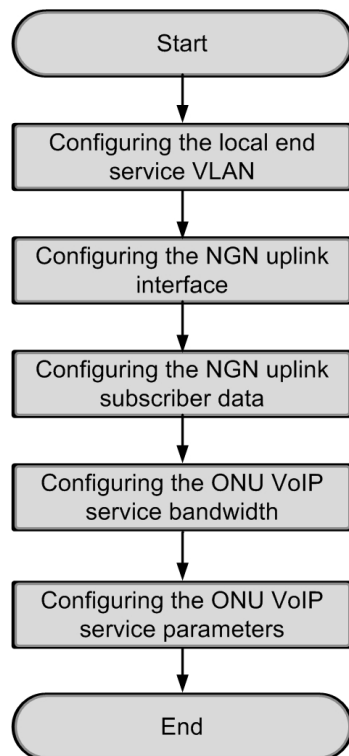 Start
Configuring the local end
service VLAN
Configuring the NGN uplink
interface
Configuring the NGN uplink
subscriber data
Configuring the ONU VoIP
service bandwidth
Configuring the ONU VoIP
service parameters
End